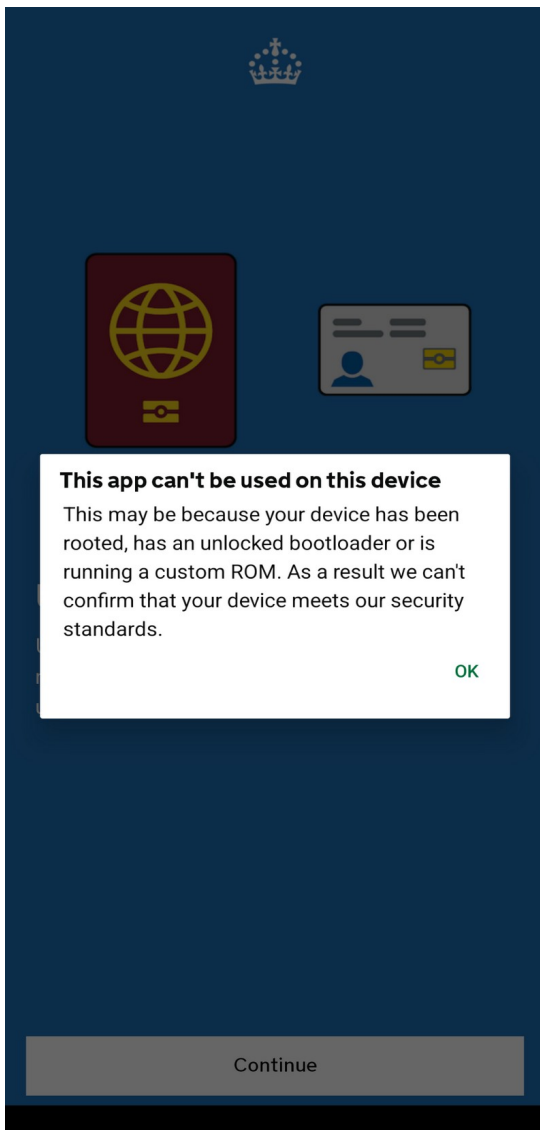 This app can't be used on this device
This may be because your device has been
rooted, has an unlocked bootloader or is
running a custom ROM. As a result we can't
confirm that your device meets our security
standards.
OK
Continue